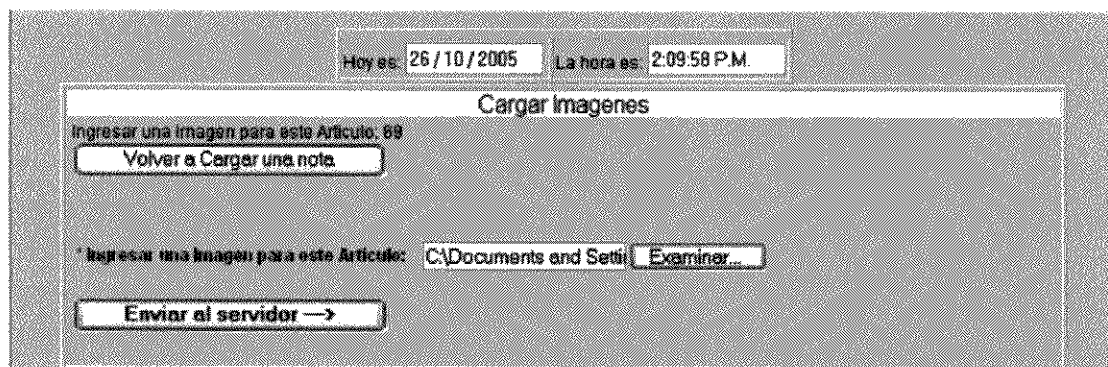 Hoy es: 26 / 10 / 2005 La hora es: 2:09:58 P.M.
Cargar Imagenes
Ingresar una imagen para este Articulo: 69
Volver a Cargar una nota
* Ingresar una Imagen para este Articulo: C:\Documents and Setti Examinar...
Enviar al servidor —>